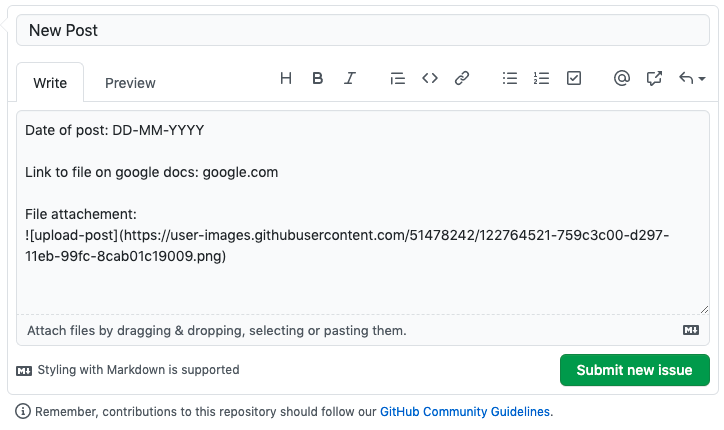 New Post
Write Preview H B I
Date of post: DD-MM-YYYY
Link to file on google docs: google.com
File attachement:
![upload-post](https://user-images.githubusercontent.com/51478242/122764521-759c3c00-d297-
11eb-99fc-8cab01c19009.png)
Attach files by dragging & dropping, selecting or pasting them.
Styling with Markdown is supported
Submit new issue
Remember, contributions to this repository should follow our GitHub Community Guidelines.